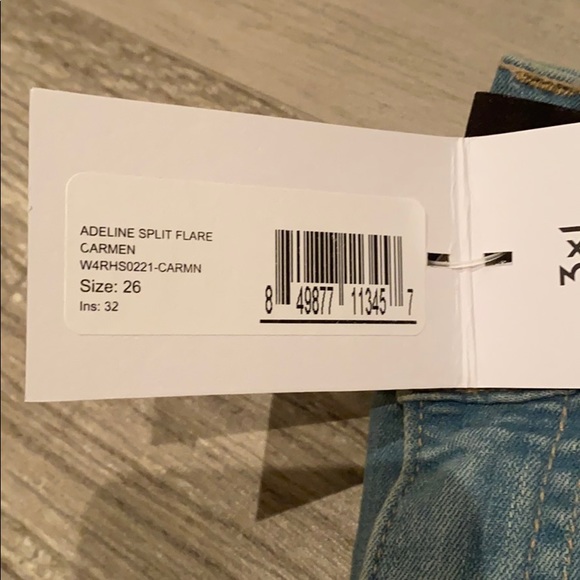 ADELINE SPLIT FLARE
CARMEN
W4RHS0221-CARMN
Size: 26
Ins: 32
8 49877 11345 7